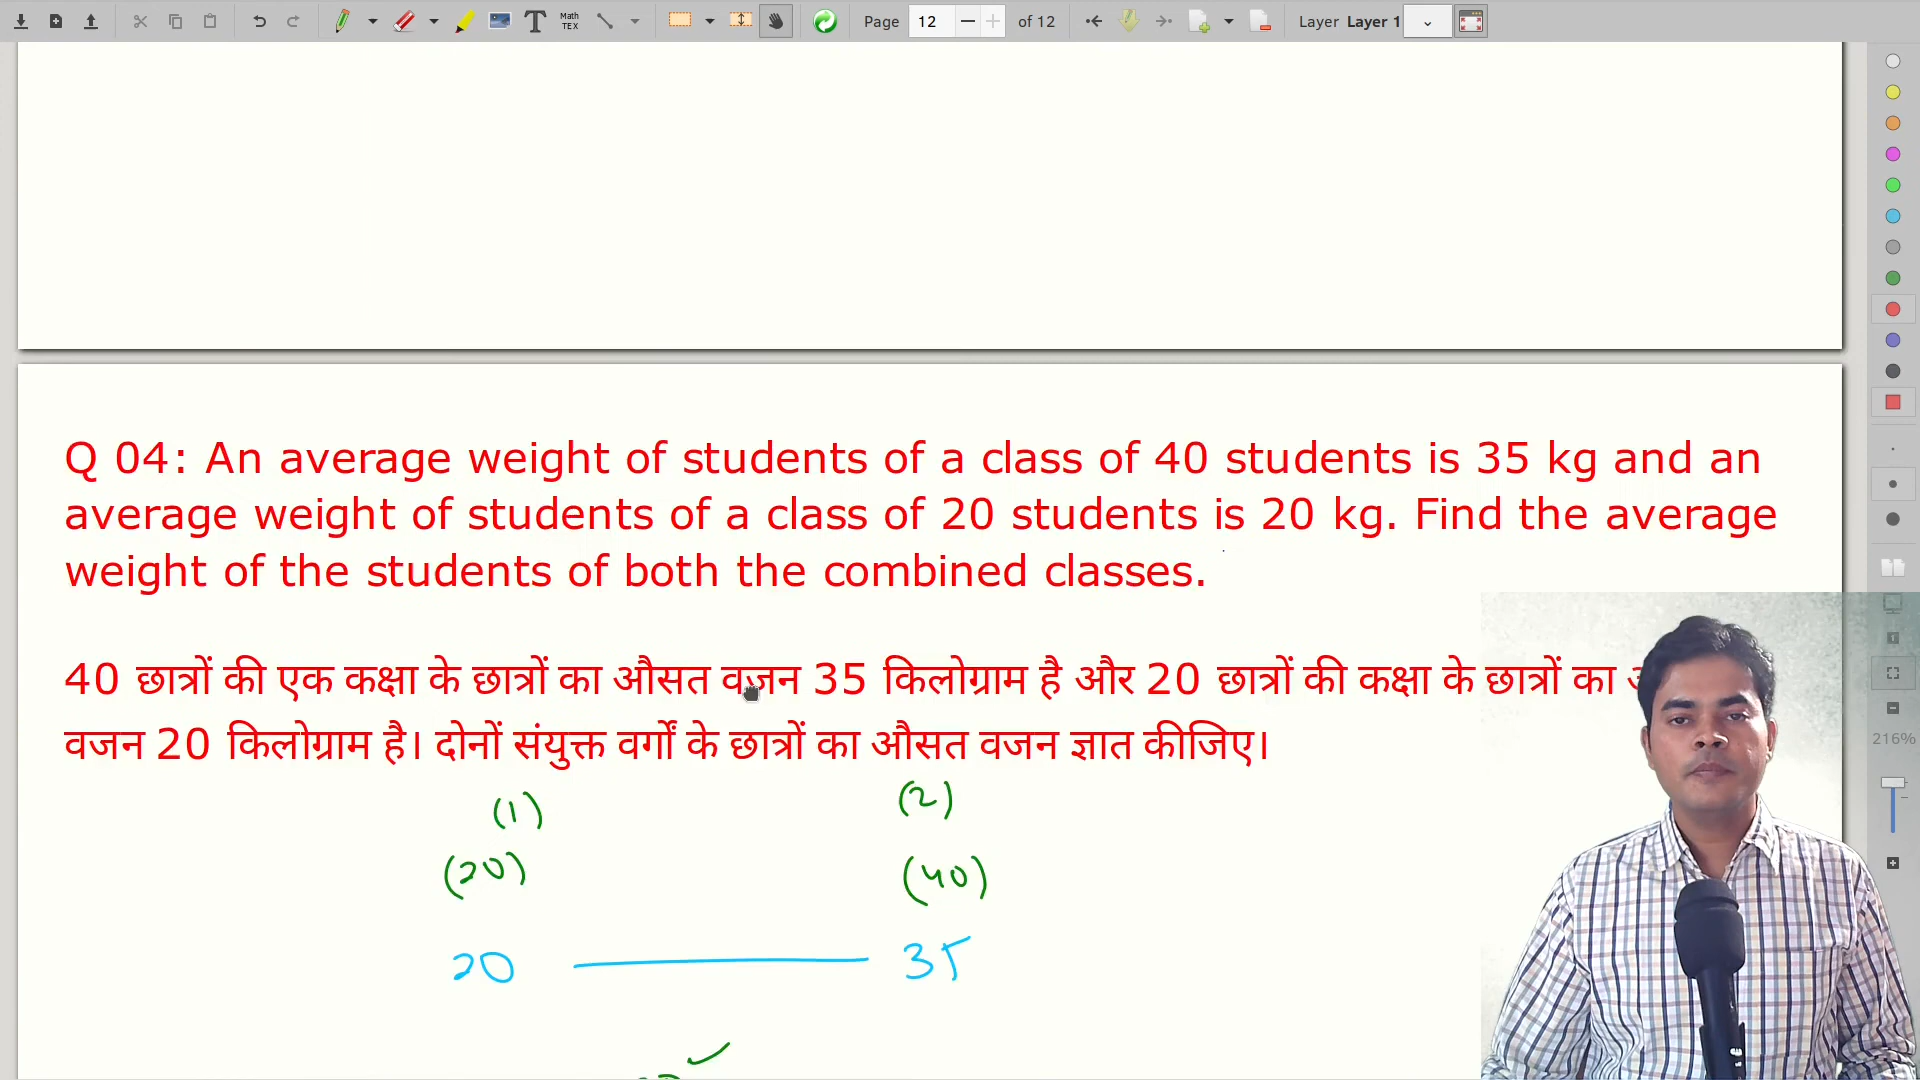 Page 12 of 12 Layer Layer 1
Math
TEX
Q 04: An average weight of students of a class of 40 students is 35 kg and an
average weight of students of a class of 20 students is 20 kg. Find the average
weight of the students of both the combined classes.
40 छात्रों की एक कक्षा के छात्रों का औसत वजन 35 किलोग्राम है और 20 छात्रों की कक्षा के छात्रों का
वजन 20 किलोग्राम है। दोनों संयुक्त वर्गों के छात्रों का औसत वजन ज्ञात कीजिए।
216%
(1) (2)
(20) (40)
20 35